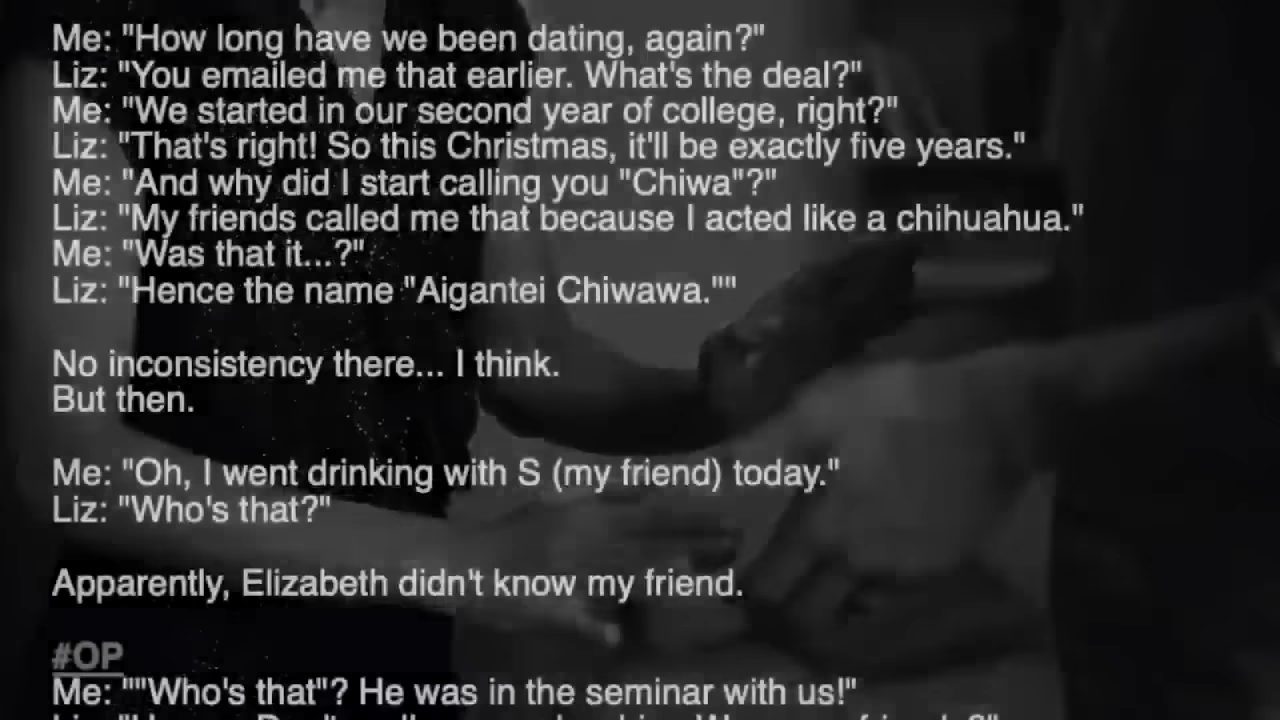 Me: "How long have we been dating, again?"
Liz: "You emailed me that earlier. What's the deal?"
Me: "We started in our second year of college, right?"
Liz: "That's right! So this Christmas, it'll be exactly five years."
Me: "And why did I start calling you "Chiwa"?"
Liz: "My friends called me that because I acted like a chihuahua."
Me: "Was that it...?"
Liz: "Hence the name "Aigantei Chiwawa.""
No inconsistency there... I think.
But then.
Me: "Oh, I went drinking with S (my friend) today."
Liz: "Who's that?"
Apparently, Elizabeth didn't know my friend.
#OP
Me: ""Who's that"? He was in the seminar with us!"